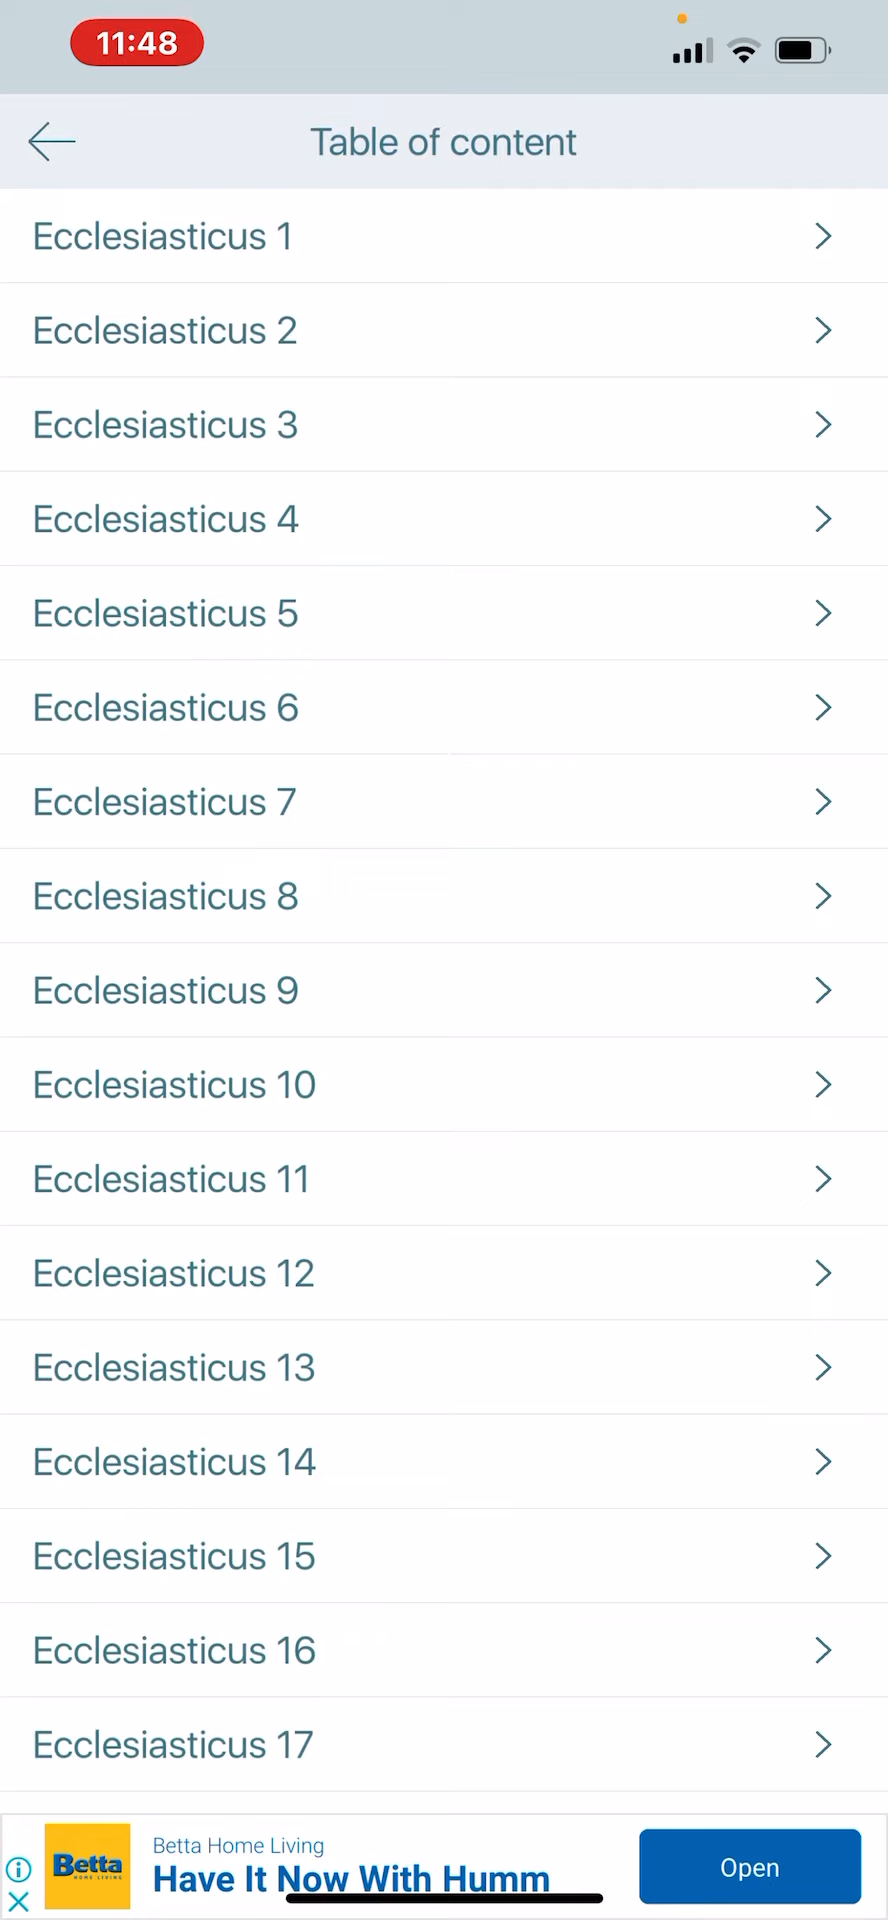 11:48
Table of content
Ecclesiasticus 1
Ecclesiasticus 2
Ecclesiasticus 3
Ecclesiasticus 4
Ecclesiasticus 5
Ecclesiasticus 6
Ecclesiasticus 7
Ecclesiasticus 8
Ecclesiasticus 9
Ecclesiasticus 10
Ecclesiasticus 11
Ecclesiasticus 12
Ecclesiasticus 13
Ecclesiasticus 14
Ecclesiasticus 15
Ecclesiasticus 16
Ecclesiasticus 17
Betta
HOME LIVING
Betta Home Living
Have It Now With Humm
Open